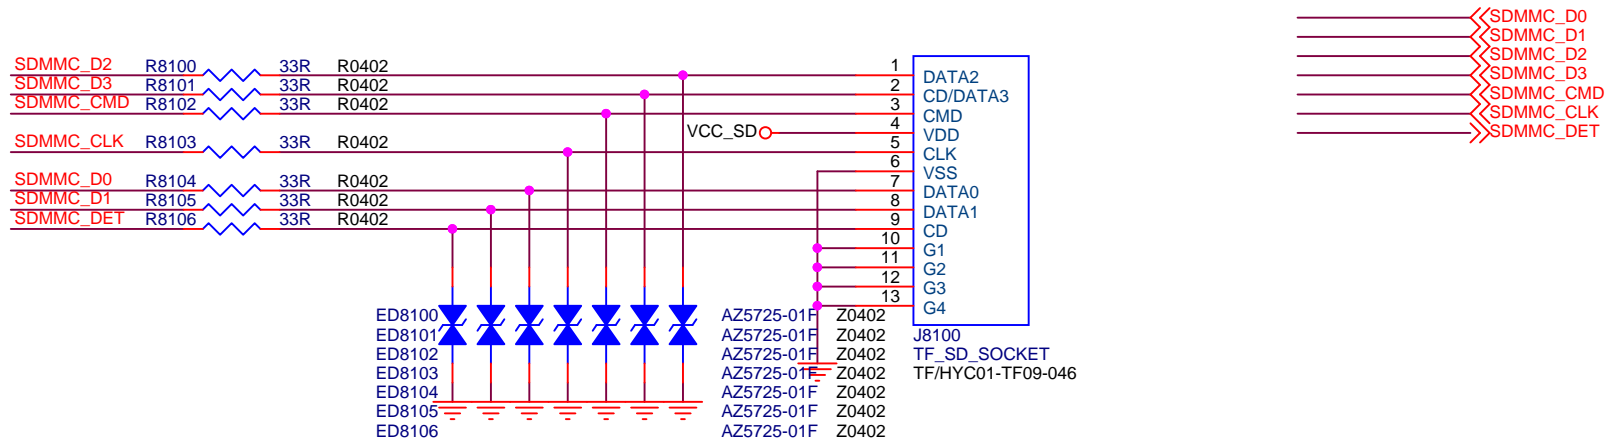 SDMMC_D2 R8100 33R R0402
SDMMC_D3 R8101 33R R0402
SDMMC_CMD R8102 33R R0402
SDMMC_CLK R8103 33R R0402
SDMMC_D0 R8104 33R R0402
SDMMC_D1 R8105 33R R0402
SDMMC_DET R8106 33R R0402
VCC_SD
1 DATA2
2 CD/DATA3
3 CMD
4 VDD
5 CLK
6 VSS
7 DATA0
8 DATA1
9 CD
10 G1
11 G2
12 G3
13 G4
J8100
TF_SD_SOCKET
TF/HYC01-TF09-046
ED8100 AZ5725-01F Z0402
ED8101 AZ5725-01F Z0402
ED8102 AZ5725-01F Z0402
ED8103 AZ5725-01F Z0402
ED8104 AZ5725-01F Z0402
ED8105 AZ5725-01F Z0402
ED8106 AZ5725-01F Z0402
SDMMC_D0
SDMMC_D1
SDMMC_D2
SDMMC_D3
SDMMC_CMD
SDMMC_CLK
SDMMC_DET